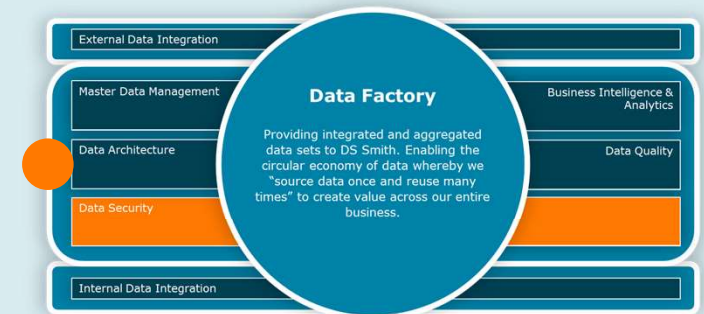 External Data Integration
Master Data Management
Data Architecture
Data Security
Data Factory
Providing integrated and aggregated
data sets to DS Smith. Enabling the
circular economy of data whereby we
“source data once and reuse many
times” to create value across our entire
business.
Business Intelligence &
Analytics
Data Quality
Internal Data Integration